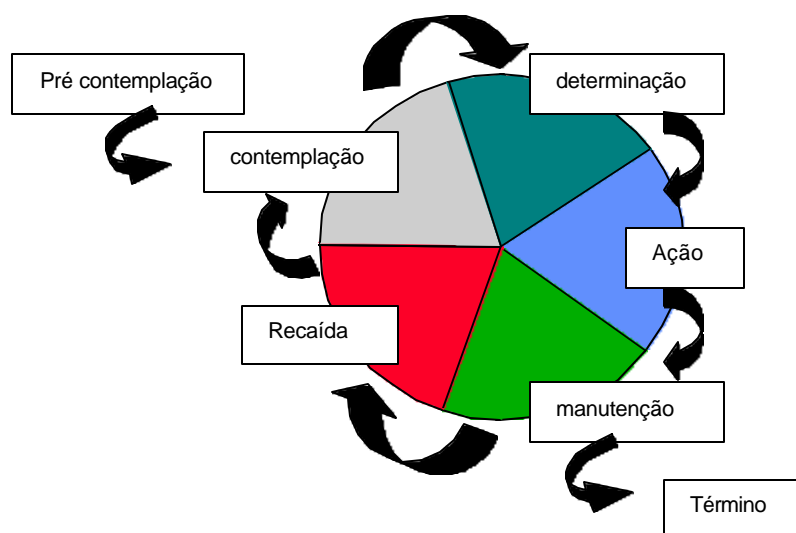 Pré contemplação
determinação
contemplação
Ação
Recaída
manutenção
Término